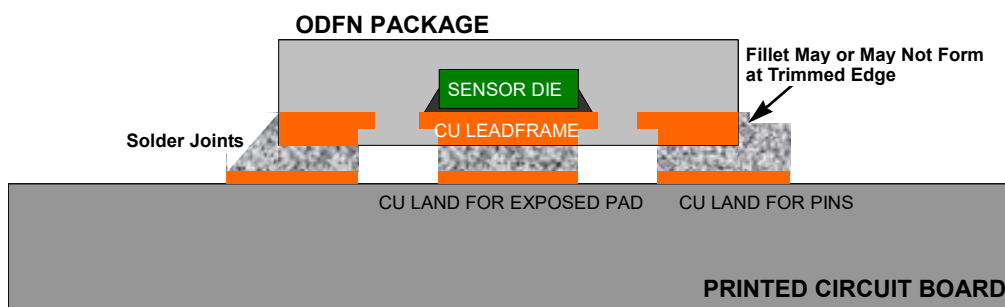 ODFN PACKAGE
Fillet May or May Not Form
at Trimmed Edge
SENSOR DIE
CU LEADFRAME
Solder Joints
CU LAND FOR EXPOSED PAD
CU LAND FOR PINS
PRINTED CIRCUIT BOARD